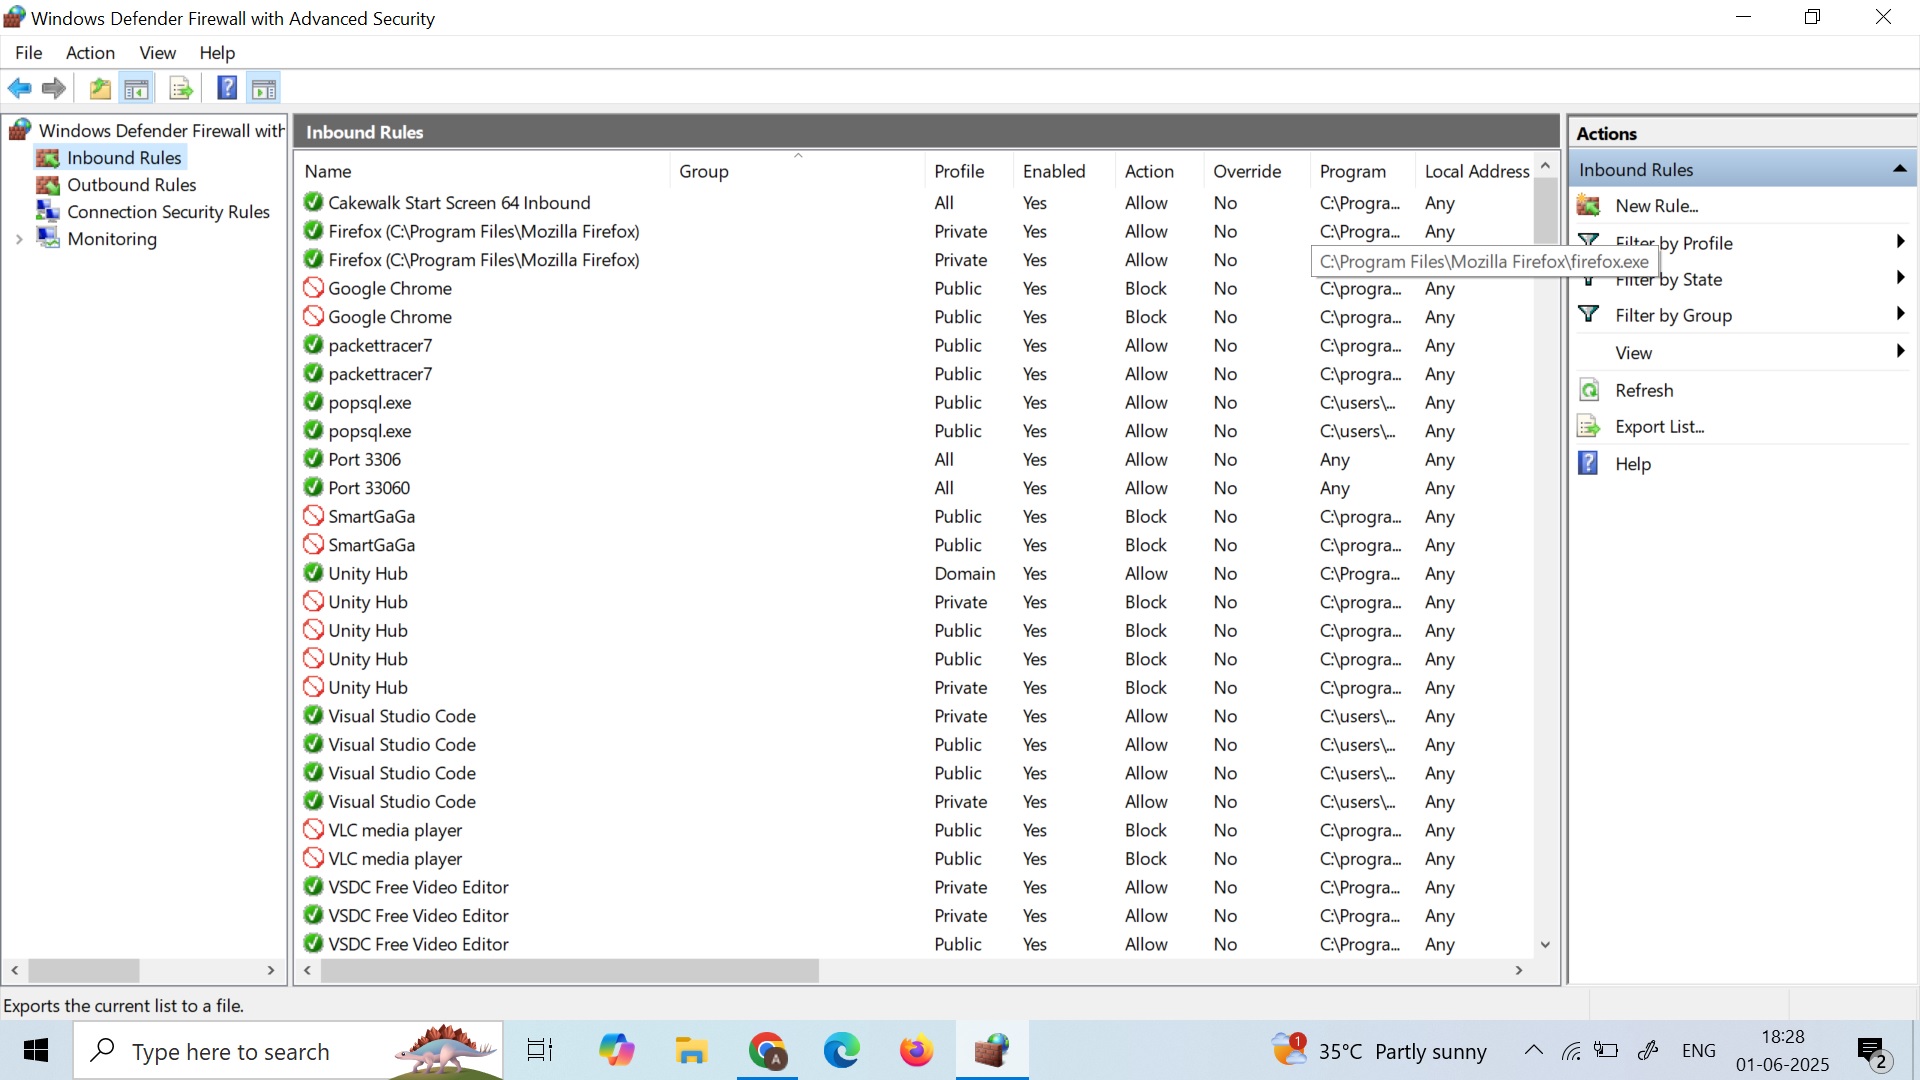 Windows Defender Firewall with Advanced Security
File Action View Help
Windows Defender Firewall with
Inbound Rules
Outbound Rules
Connection Security Rules
Monitoring
Inbound Rules
Name Group Profile Enabled Action Override Program Local Address
Cakewalk Start Screen 64 Inbound All Yes Allow No C:\Progra... Any
Firefox (C:\Program Files\Mozilla Firefox) Private Yes Allow No C:\Progra... Any
Firefox (C:\Program Files\Mozilla Firefox) Private Yes Allow No C:\Program Files\Mozilla Firefox\firefox.exe
Google Chrome Public Yes Block No C:\progra... Any
Google Chrome Public Yes Block No C:\progra... Any
packettracer7 Public Yes Allow No C:\progra... Any
packettracer7 Public Yes Allow No C:\progra... Any
popsql.exe Public Yes Allow No C:\users\... Any
popsql.exe Public Yes Allow No C:\users\... Any
Port 3306 All Yes Allow No Any Any
Port 33060 All Yes Allow No Any Any
SmartGaGa Public Yes Block No C:\progra... Any
SmartGaGa Public Yes Block No C:\progra... Any
Unity Hub Domain Yes Allow No C:\Progra... Any
Unity Hub Private Yes Block No C:\progra... Any
Unity Hub Public Yes Block No C:\progra... Any
Unity Hub Public Yes Block No C:\progra... Any
Unity Hub Private Yes Block No C:\progra... Any
Visual Studio Code Private Yes Allow No C:\users\... Any
Visual Studio Code Public Yes Allow No C:\users\... Any
Visual Studio Code Public Yes Allow No C:\users\... Any
Visual Studio Code Private Yes Allow No C:\users\... Any
VLC media player Public Yes Block No C:\progra... Any
VLC media player Public Yes Block No C:\progra... Any
VSDC Free Video Editor Private Yes Allow No C:\Progra... Any
VSDC Free Video Editor Private Yes Allow No C:\Progra... Any
VSDC Free Video Editor Public Yes Allow No C:\Progra... Any
Actions
Inbound Rules
New Rule...
Filter by Profile
Filter by State
Filter by Group
View
Refresh
Export List...
Help
Exports the current list to a file.
Type here to search
A
1
35°C Partly sunny
ENG
18:28
01-06-2025
2